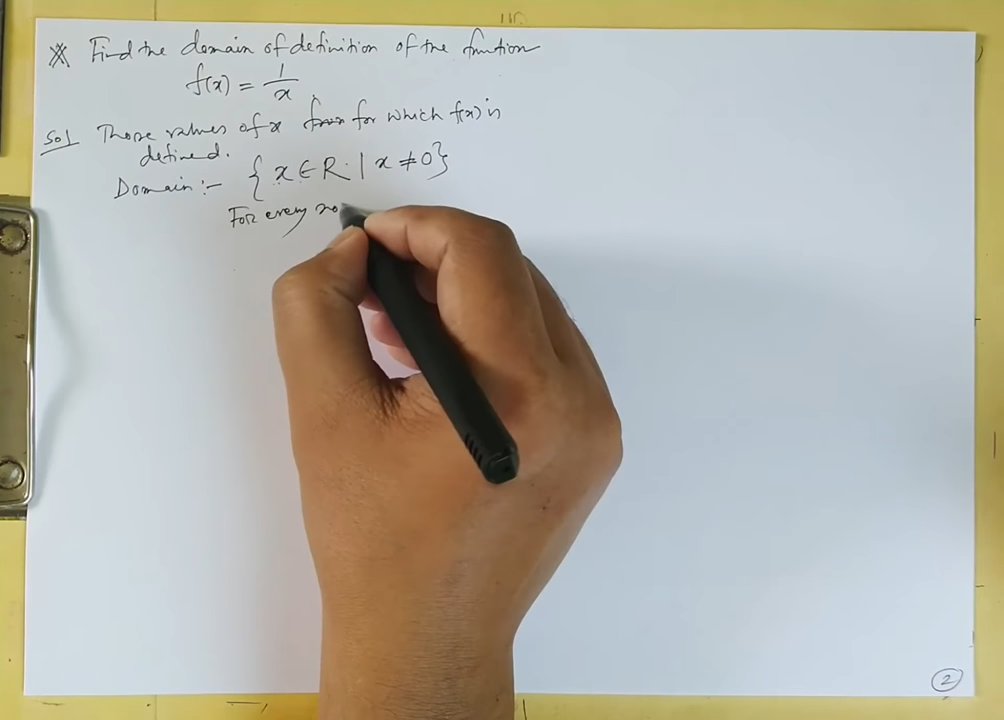 Find the domain of definition of the function
f(x) = 1/x
Sol Those values of x for which f(x) is
defined.
Domain :- { x ∈ R | x ≠ 0 }
For every
2